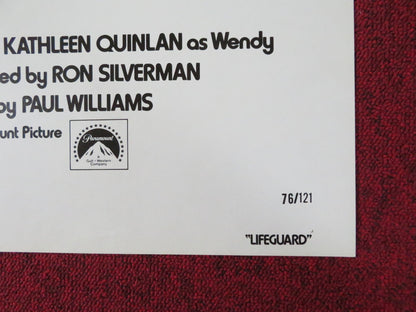 KATHLEEN QUINLAN as Wendy
ed by RON SILVERMAN
by PAUL WILLIAMS
unt Picture
Paramount
A
Gulf + Western
Company
76/121
"LIFEGUARD"